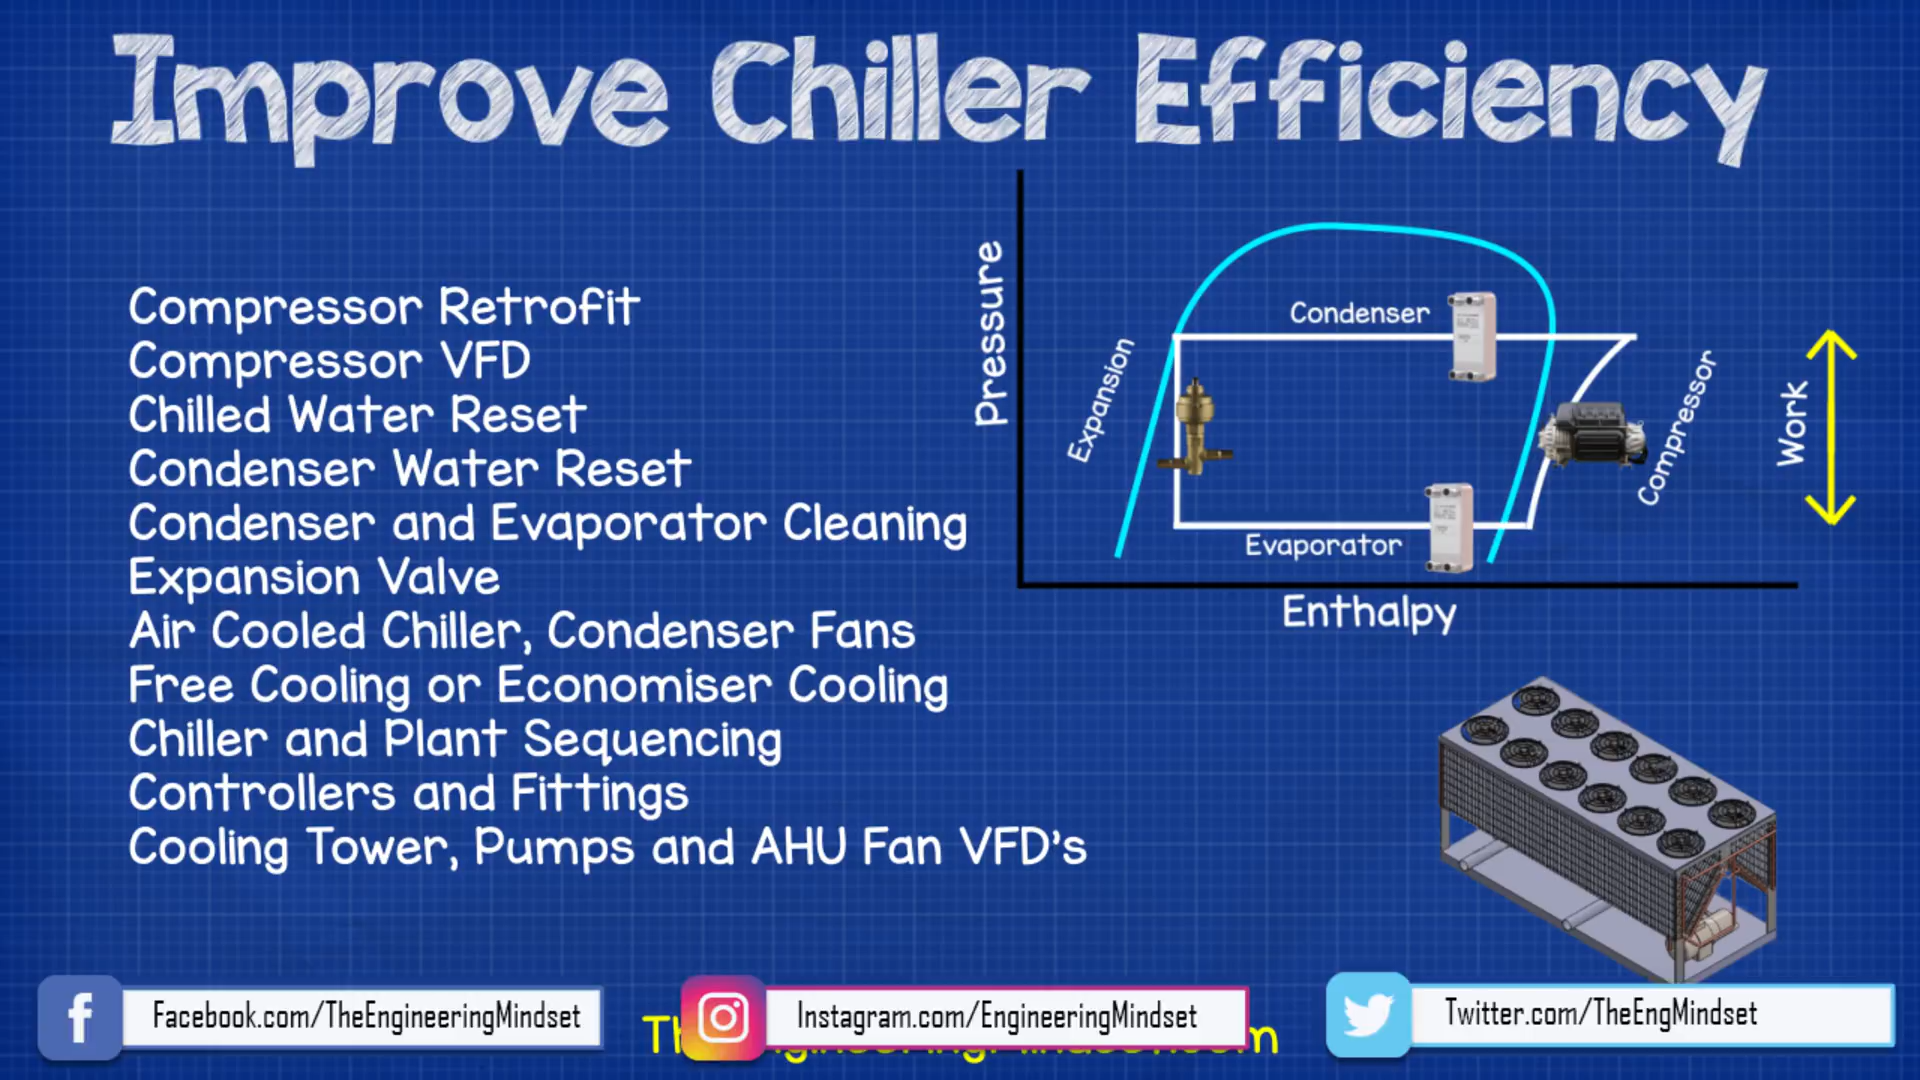 Improve Chiller Efficiency
Compressor Retrofit
Compressor VFD
Chilled Water Reset
Condenser Water Reset
Condenser and Evaporator Cleaning
Expansion Valve
Air Cooled Chiller, Condenser Fans
Free Cooling or Economiser Cooling
Chiller and Plant Sequencing
Controllers and Fittings
Cooling Tower, Pumps and AHU Fan VFD's
Pressure
Expansion
Condenser
Compressor
Work
Evaporator
Enthalpy
Facebook.com/TheEngineeringMindset
Instagram.com/EngineeringMindset
Twitter.com/TheEngMindset